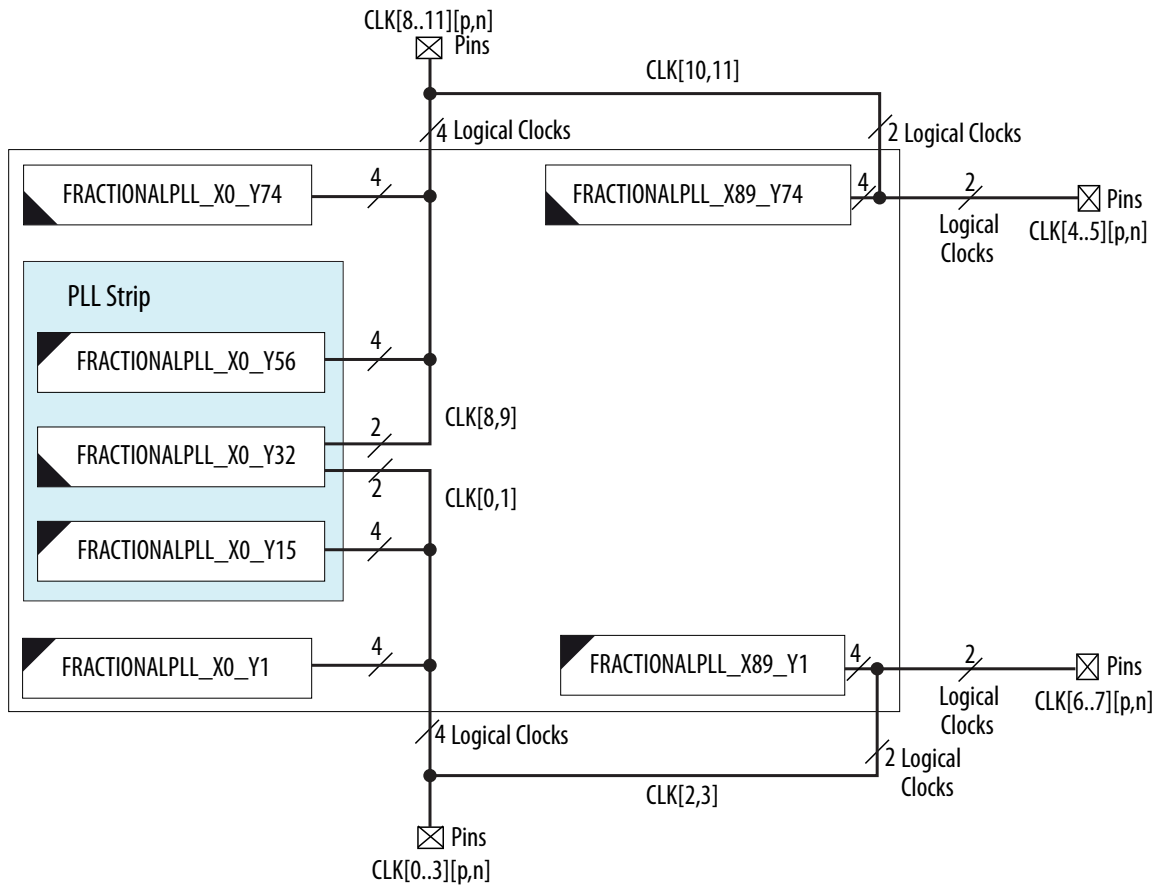 CLK[8..11][p,n]
Pins
CLK[10,11]
4 Logical Clocks
2 Logical Clocks
FRACTIONALPLL_X0_Y74
4
FRACTIONALPLL_X89_Y74
4
2
Logical
Clocks
Pins
CLK[4..5][p,n]
PLL Strip
FRACTIONALPLL_X0_Y56
4
CLK[8,9]
FRACTIONALPLL_X0_Y32
2
2
CLK[0,1]
FRACTIONALPLL_X0_Y15
4
FRACTIONALPLL_X0_Y1
4
FRACTIONALPLL_X89_Y1
4
2
Logical
Clocks
Pins
CLK[6..7][p,n]
4 Logical Clocks
2 Logical
Clocks
CLK[2,3]
Pins
CLK[0..3][p,n]